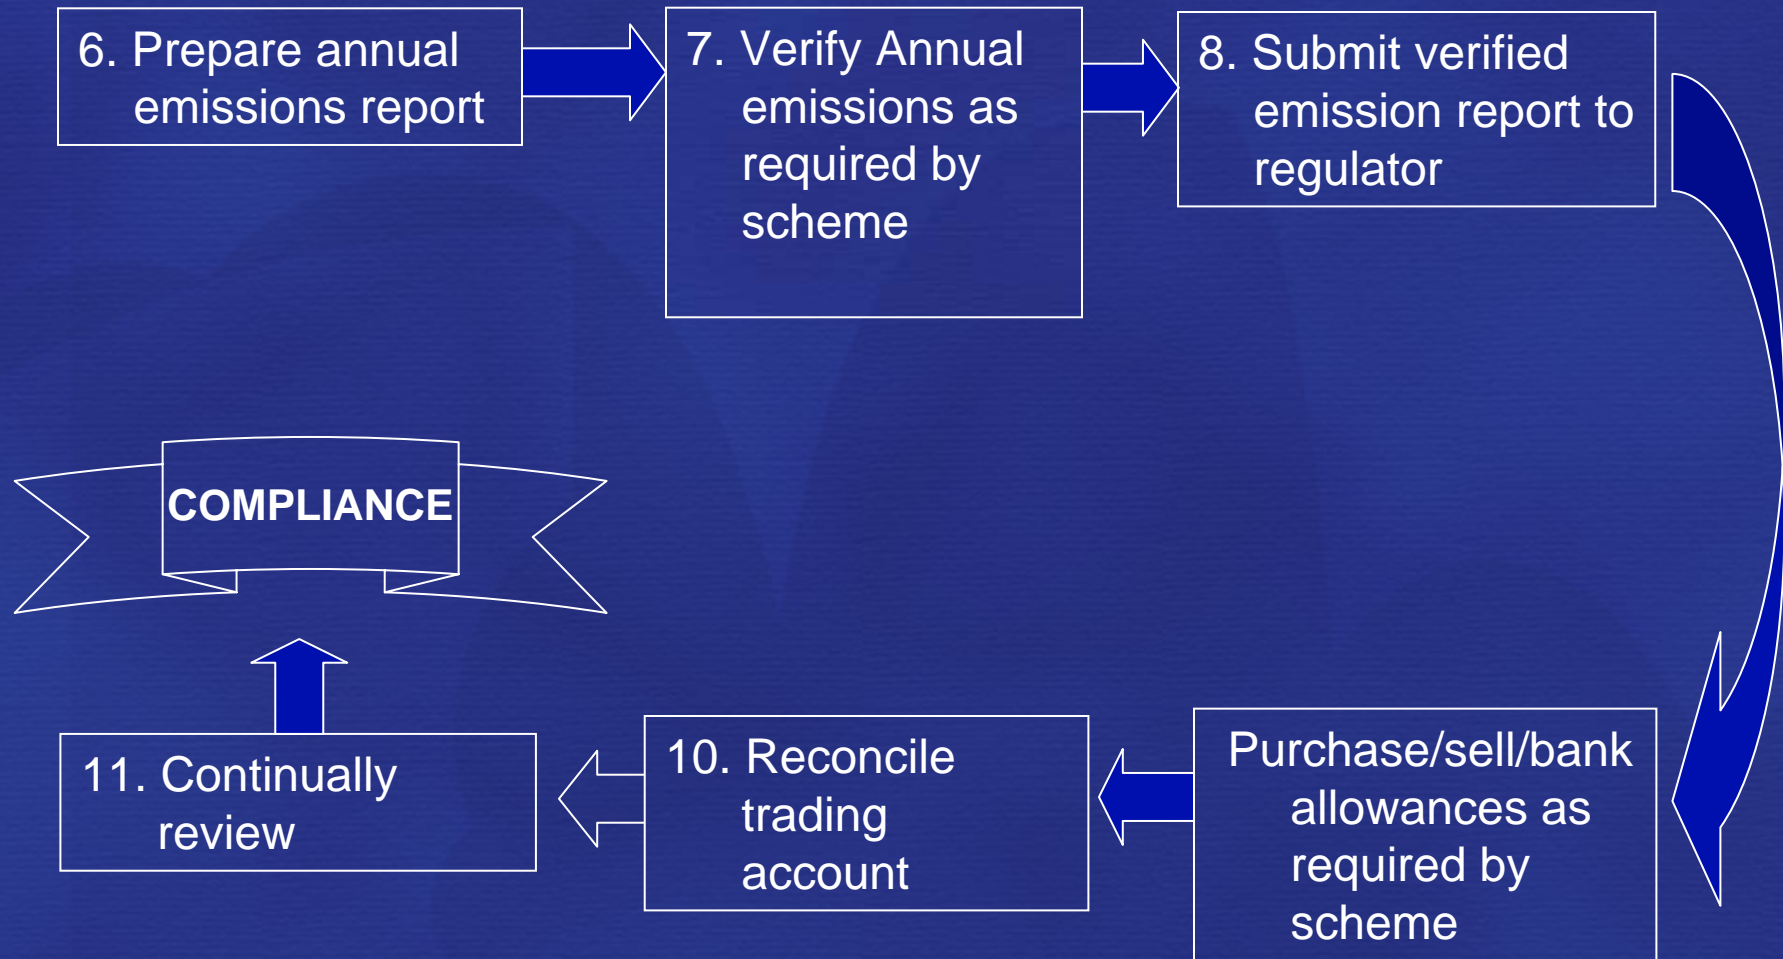 6. Prepare annual
emissions report
7. Verify Annual
emissions as
required by
scheme
8. Submit verified
emission report to
regulator
Purchase/sell/bank
allowances as
required by
scheme
10. Reconcile
trading
account
11. Continually
review
COMPLIANCE